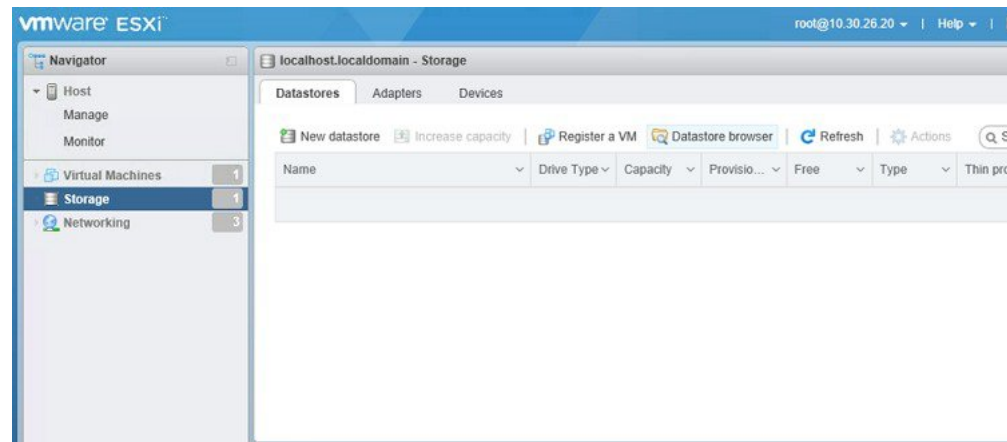 vmware ESXi
root@10.30.26.20 | Help |
Navigator
localhost.localdomain - Storage
Host
Manage
Monitor
Virtual Machines 1
Storage 1
Networking 3
Datastores Adapters Devices
New datastore Increase capacity | Register a VM Datastore browser | Refresh | Actions S
Name Drive Type Capacity Provisio... Free Type Thin pro